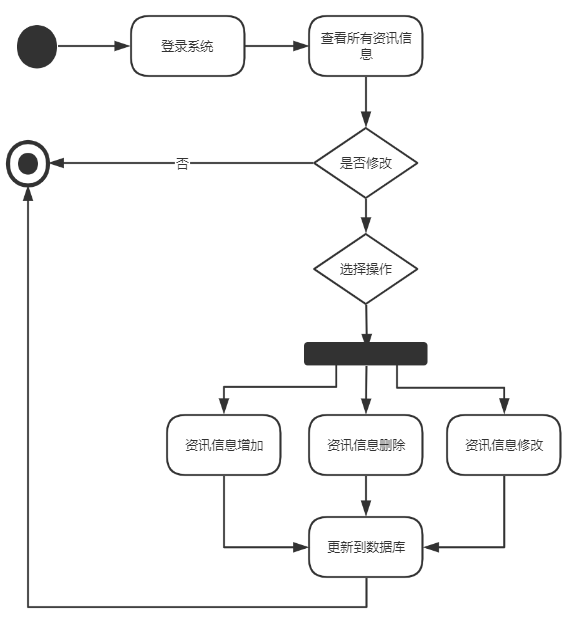 登录系统
查看所有资讯信
息
是否修改
否
选择操作
资讯信息增加
资讯信息删除
资讯信息修改
更新到数据库